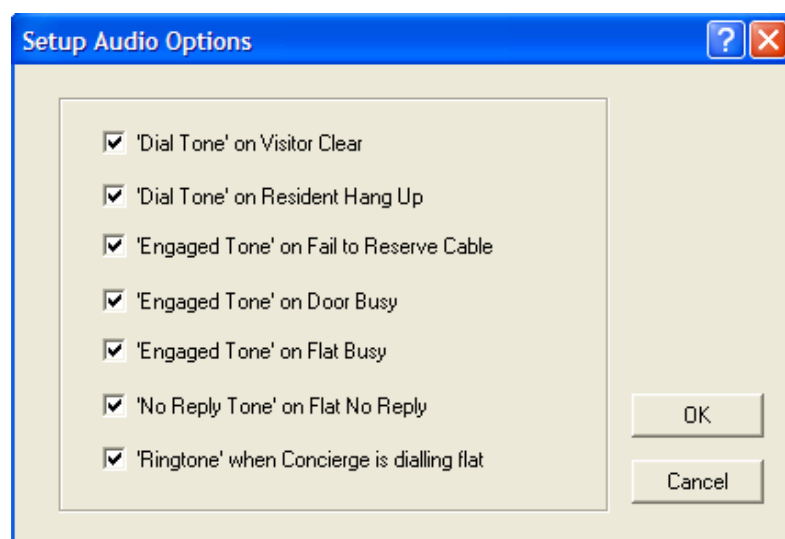 Setup Audio Options
?
'Dial Tone' on Visitor Clear
'Dial Tone' on Resident Hang Up
'Engaged Tone' on Fail to Reserve Cable
'Engaged Tone' on Door Busy
'Engaged Tone' on Flat Busy
'No Reply Tone' on Flat No Reply
'Ringtone' when Concierge is dialling flat
OK
Cancel